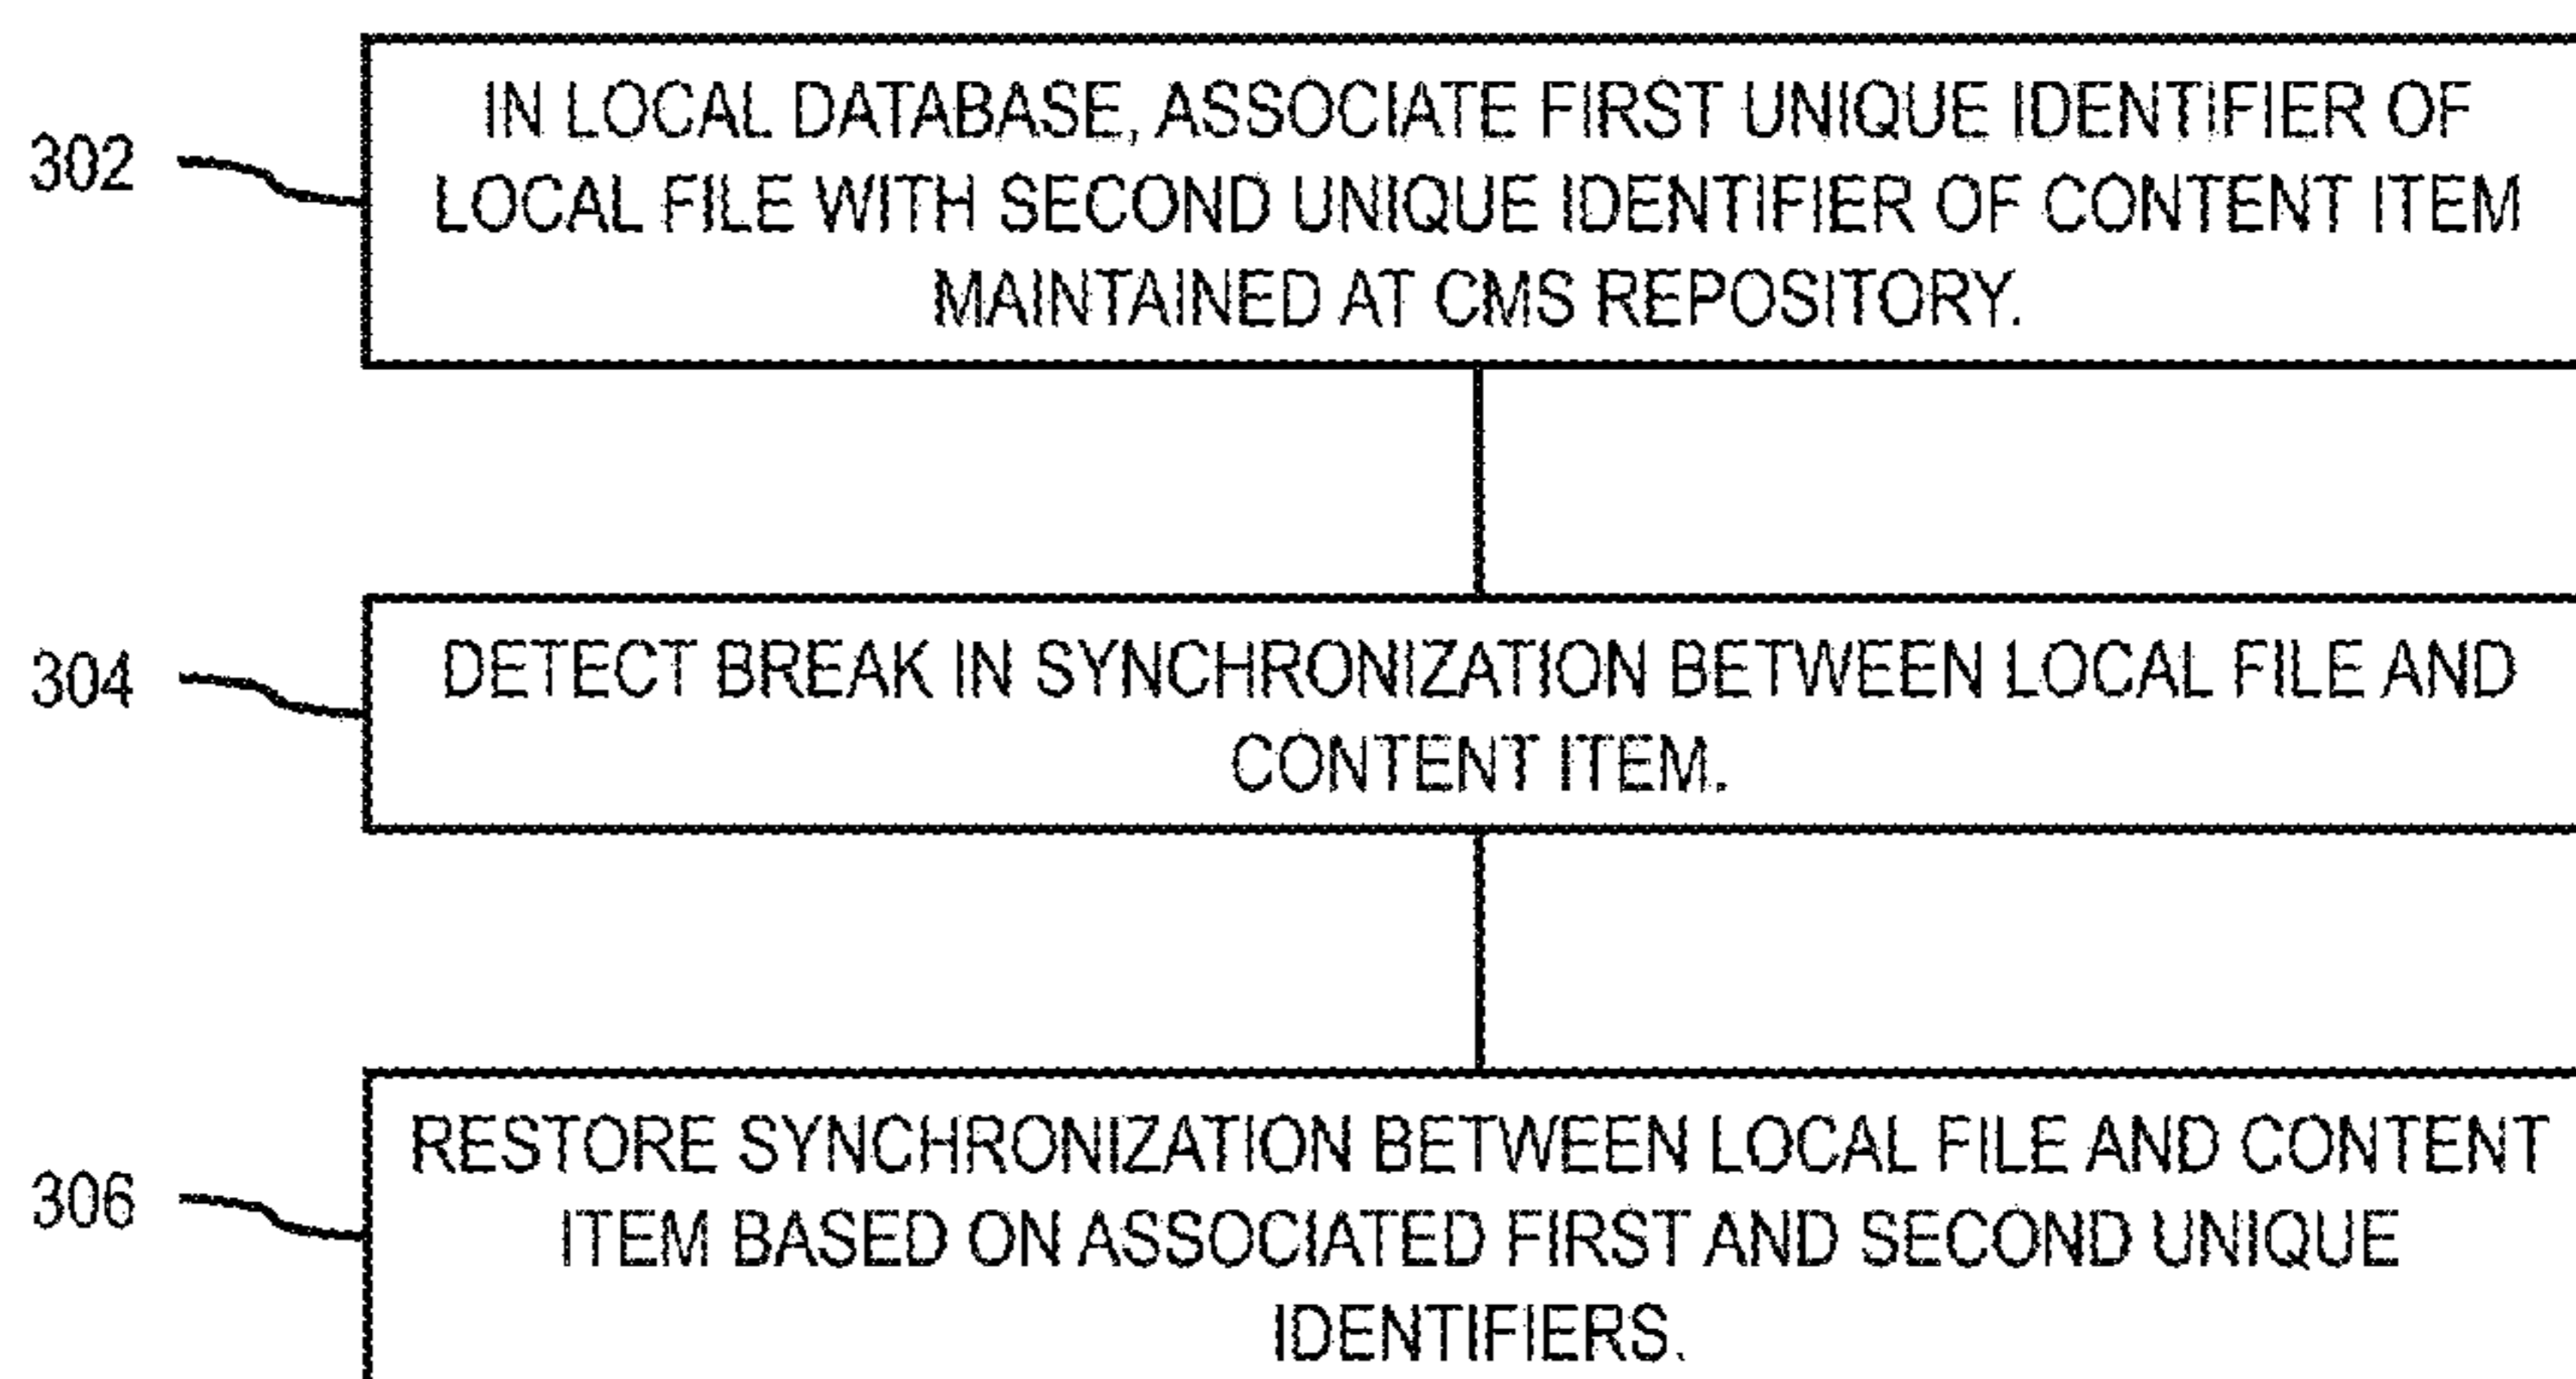 302
IN LOCAL DATABASE, ASSOCIATE FIRST UNIQUE IDENTIFIER OF
LOCAL FILE WITH SECOND UNIQUE IDENTIFIER OF CONTENT ITEM
MAINTAINED AT CMS REPOSITORY.
304
DETECT BREAK IN SYNCHRONIZATION BETWEEN LOCAL FILE AND
CONTENT ITEM.
306
RESTORE SYNCHRONIZATION BETWEEN LOCAL FILE AND CONTENT
ITEM BASED ON ASSOCIATED FIRST AND SECOND UNIQUE
IDENTIFIERS.